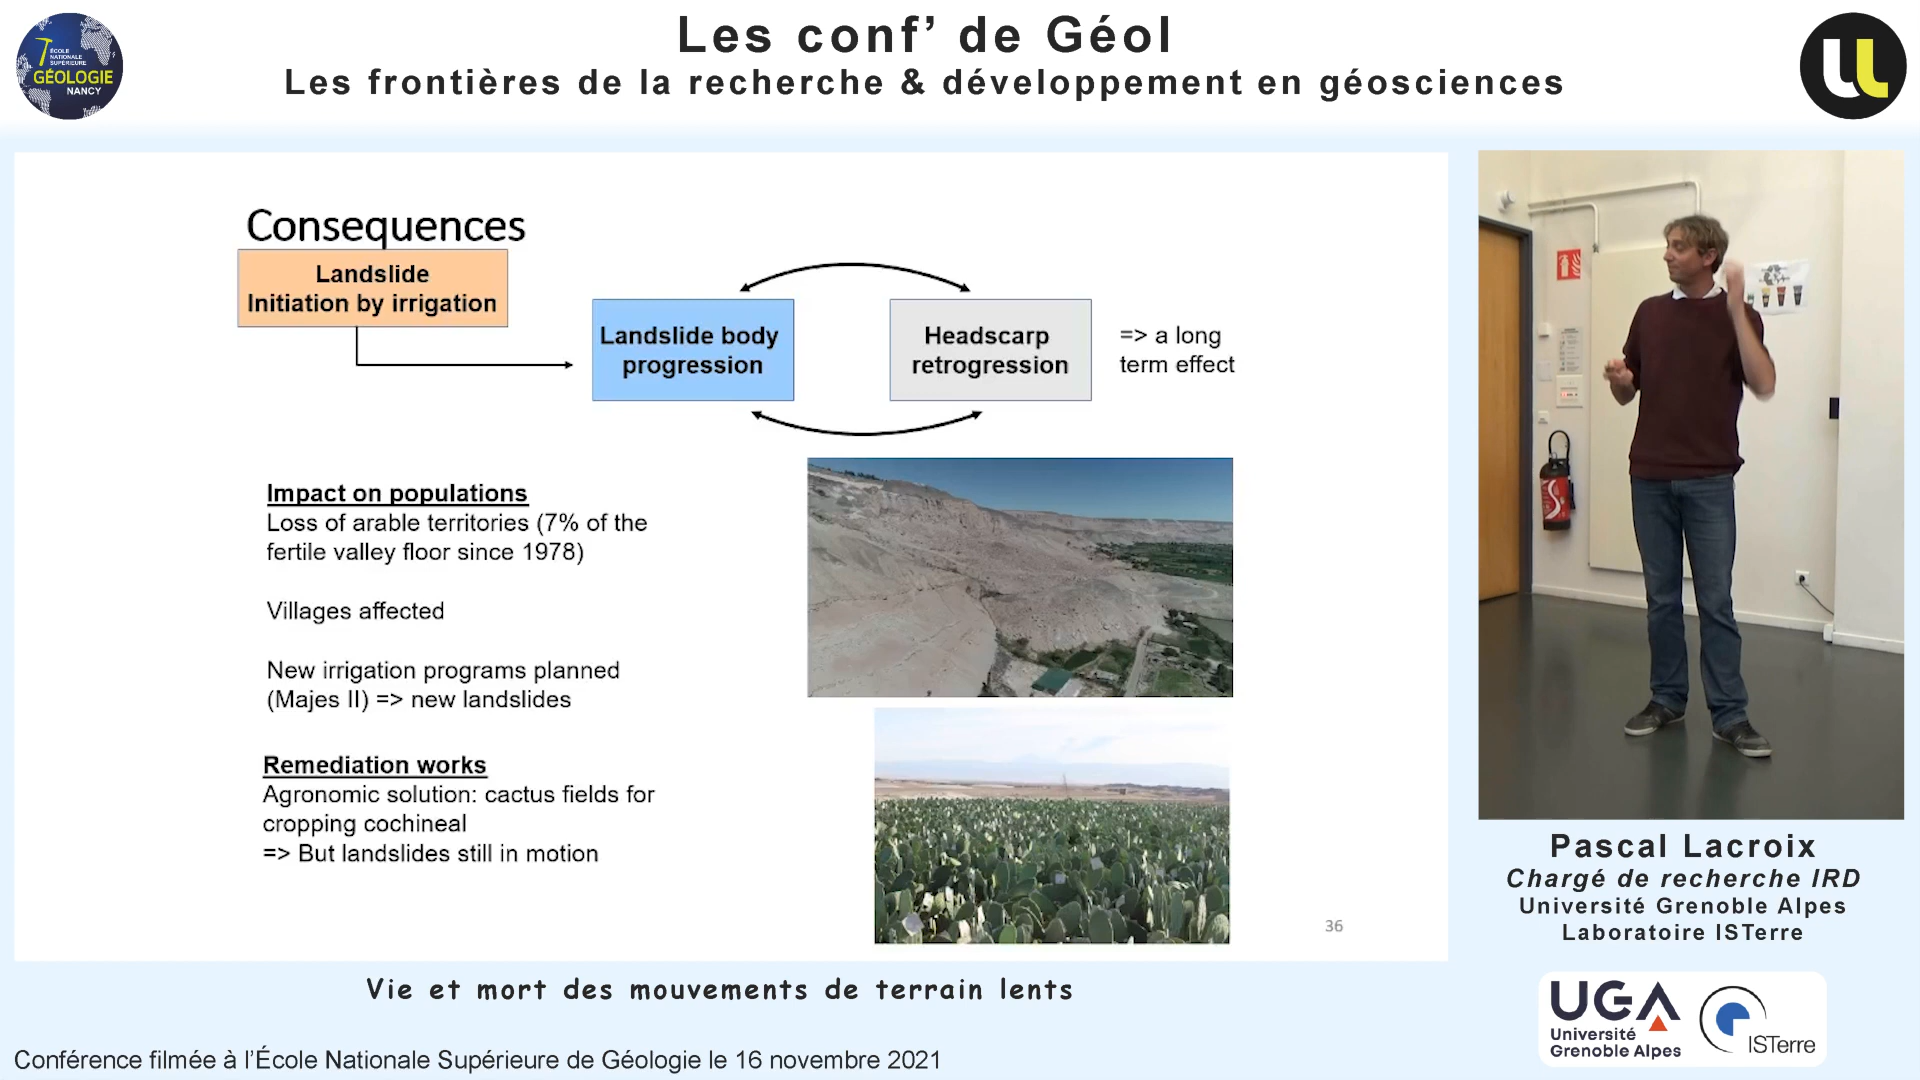 Les conf’ de Géol
Les frontières de la recherche & développement en géosciences
ÉCOLE
NATIONALE
SUPÉRIEURE
GÉOLOGIE
NANCY
Consequences
Landslide
Initiation by irrigation
Landslide body
progression
Headscarp
retrogression
=> a long
term effect
Impact on populations
Loss of arable territories (7% of the
fertile valley floor since 1978)
Villages affected
New irrigation programs planned
(Majes II) => new landslides
Remediation works
Agronomic solution: cactus fields for
cropping cochineal
=> But landslides still in motion
36
Pascal Lacroix
Chargé de recherche IRD
Université Grenoble Alpes
Laboratoire ISTerre
UGA
Université
Grenoble Alpes
ISTerre
Vie et mort des mouvements de terrain lents
Conférence filmée à l’École Nationale Supérieure de Géologie le 16 novembre 2021